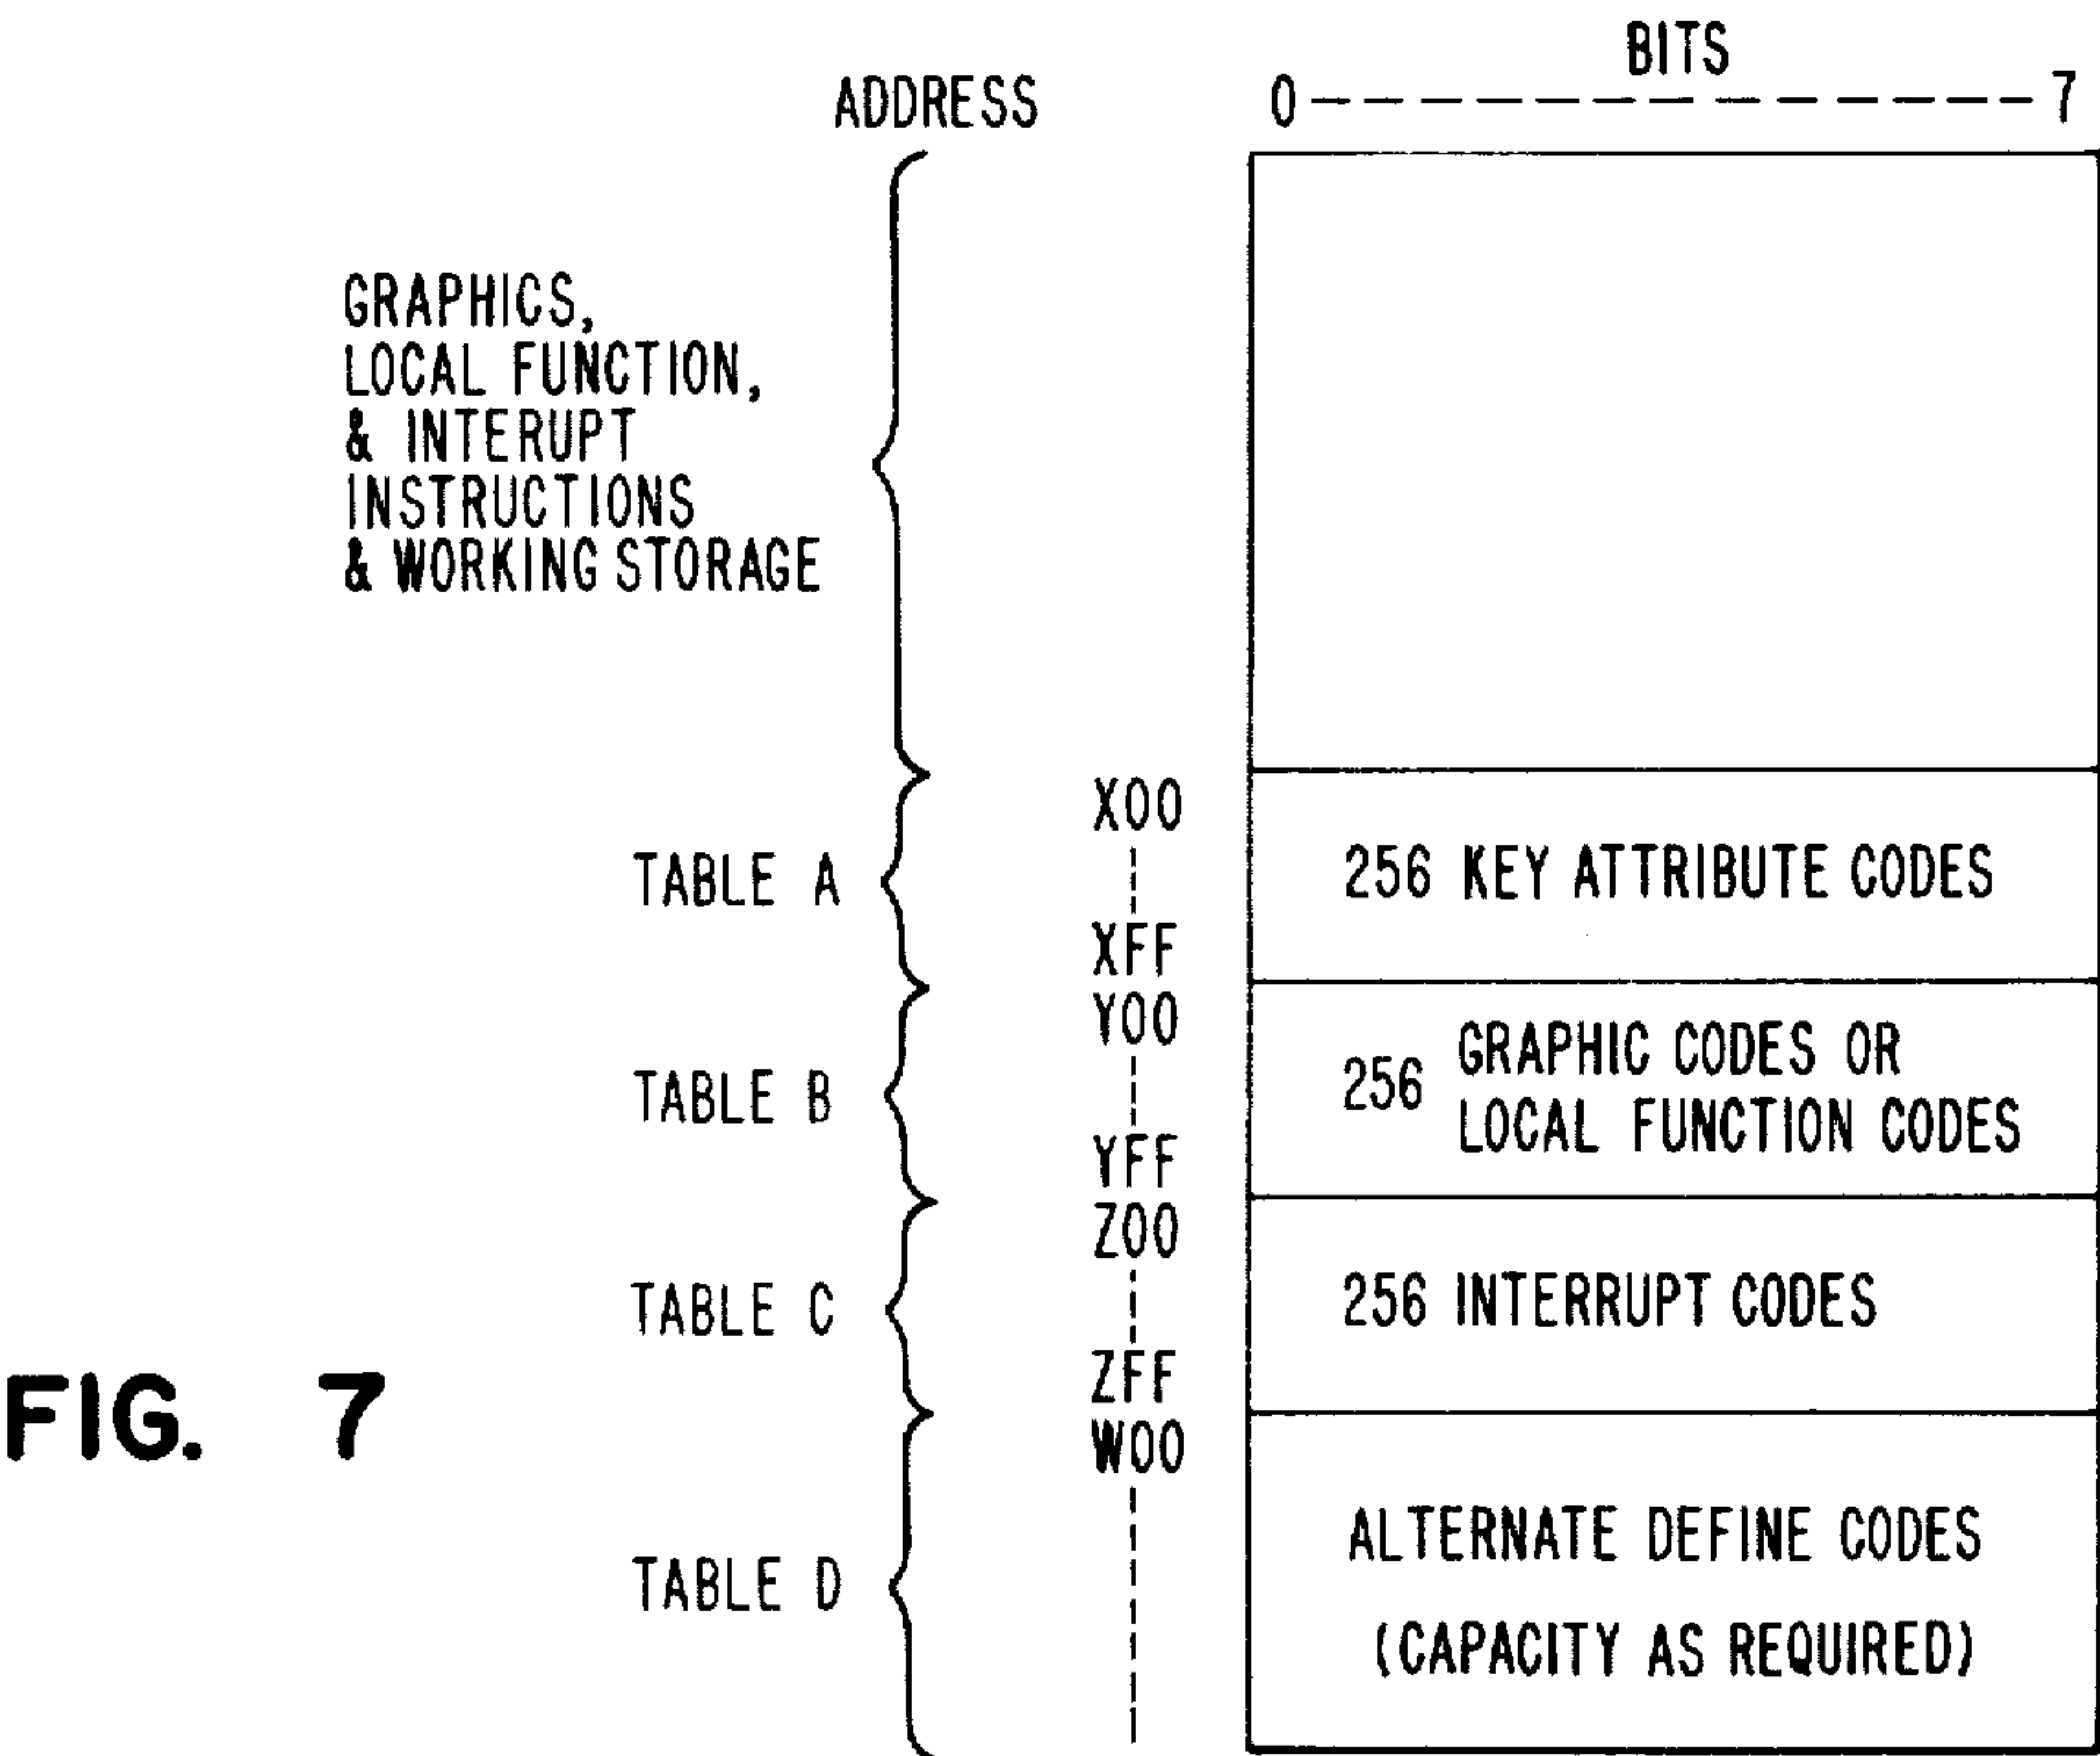 BITS
ADDRESS
0 7
GRAPHICS,
LOCAL FUNCTION,
& INTERUPT
INSTRUCTIONS
& WORKING STORAGE
TABLE A
X00
XFF
256 KEY ATTRIBUTE CODES
TABLE B
Y00
YFF
256 GRAPHIC CODES OR
LOCAL FUNCTION CODES
TABLE C
Z00
ZFF
256 INTERRUPT CODES
TABLE D
W00
ALTERNATE DEFINE CODES
(CAPACITY AS REQUIRED)
FIG. 7